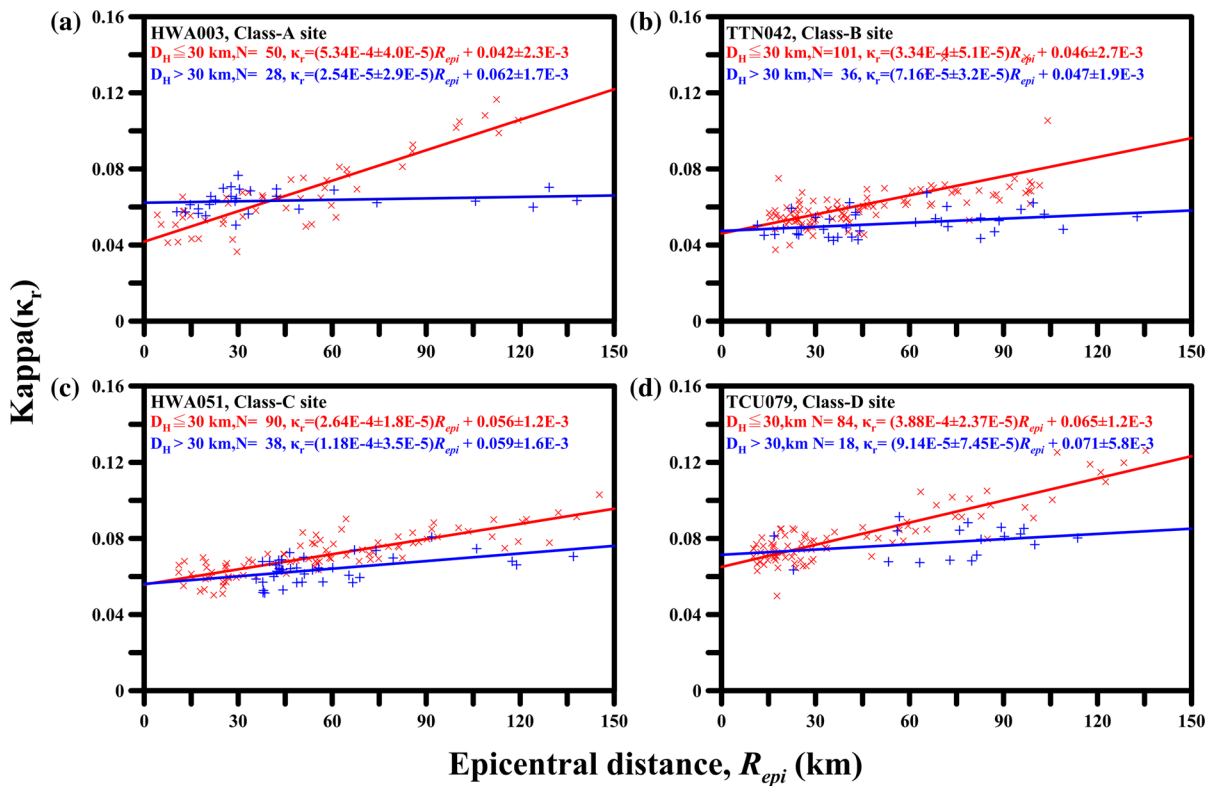 Kappa(κr)
(a)
HWA003, Class-A site
D_H ≦ 30 km,N= 50, κr=(5.34E-4±4.0E-5)R_epi + 0.042±2.3E-3
D_H > 30 km,N= 28, κr=(2.54E-5±2.9E-5)R_epi + 0.062±1.7E-3
0.16
0.12
0.08
0.04
0
0 30 60 90 120 150
(b)
TTN042, Class-B site
D_H ≦ 30 km,N=101, κr=(3.34E-4±5.1E-5)R_epi + 0.046±2.7E-3
D_H > 30 km,N= 36, κr=(7.16E-5±3.2E-5)R_epi + 0.047±1.9E-3
0.16
0.12
0.08
0.04
0
0 30 60 90 120 150
(c)
HWA051, Class-C site
D_H ≦ 30 km,N= 90, κr=(2.64E-4±1.8E-5)R_epi + 0.056±1.2E-3
D_H > 30 km,N= 38, κr=(1.18E-4±3.5E-5)R_epi + 0.059±1.6E-3
0.16
0.12
0.08
0.04
0
0 30 60 90 120 150
(d)
TCU079, Class-D site
D_H ≦ 30,km N= 84, κr= (3.88E-4±2.37E-5)R_epi + 0.065±1.2E-3
D_H > 30,km N= 18, κr= (9.14E-5±7.45E-5)R_epi + 0.071±5.8E-3
0.16
0.12
0.08
0.04
0
0 30 60 90 120 150
Epicentral distance, R_epi (km)